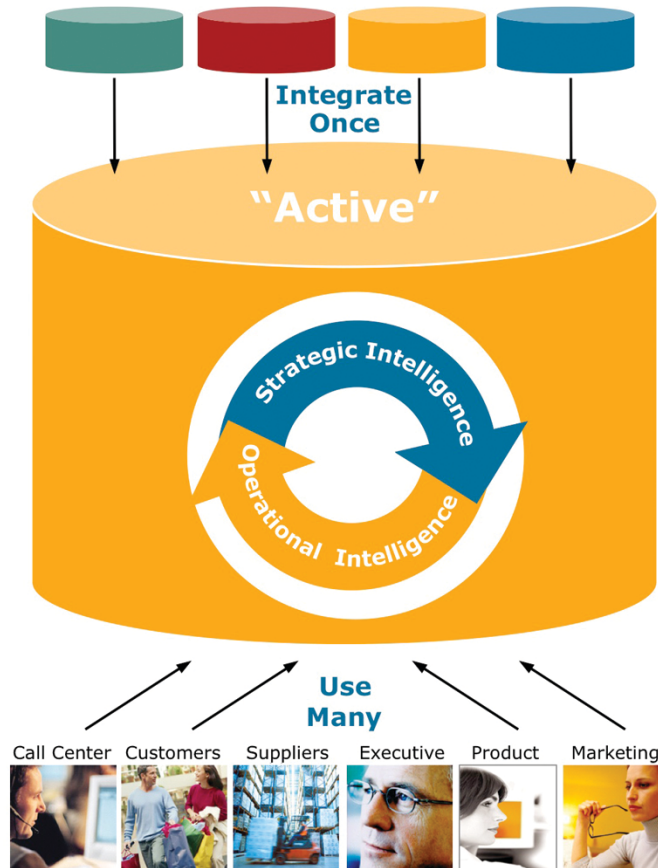 Integrate
Once
“Active”
Strategic Intelligence
Operational Intelligence
Use
Many
Call Center Customers Suppliers Executive Product Marketing